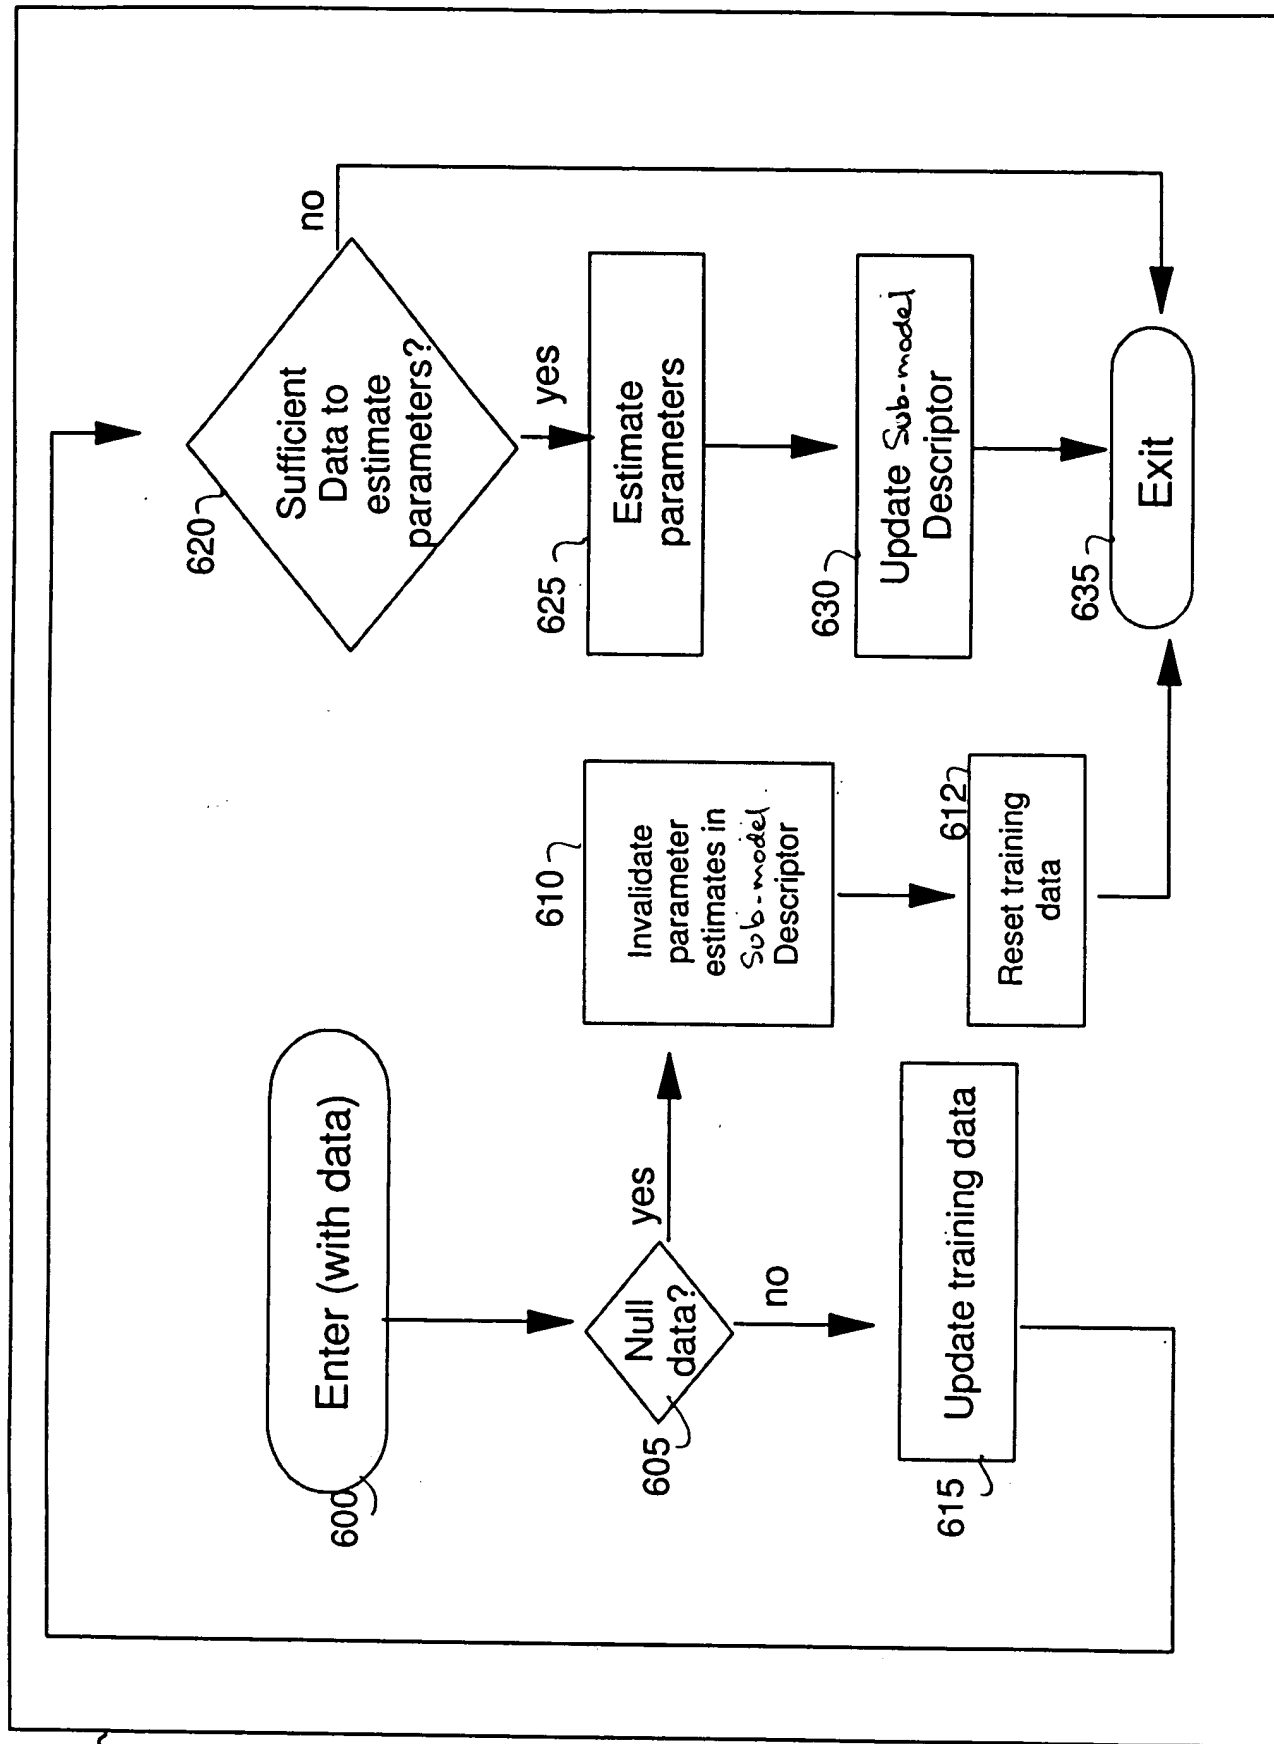 600
Enter (with data)
605
Null
data?
yes
no
610
Invalidate
parameter
estimates in
Sub-model
Descriptor
612
Reset training
data
615
Update training data
620
Sufficient
Data to
estimate
parameters?
no
yes
625
Estimate
parameters
630
Update Sub-model
Descriptor
635
Exit